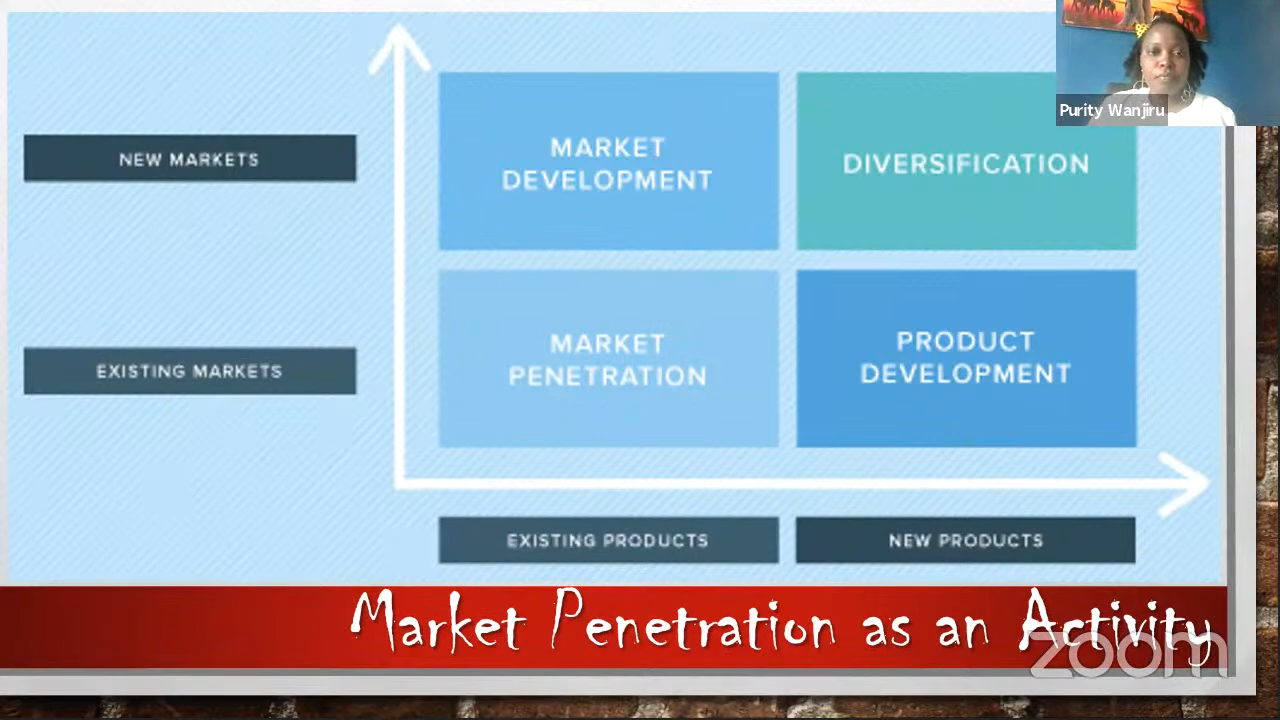 Purity Wanjiru
NEW MARKETS
MARKET
DEVELOPMENT
DIVERSIFICATION
EXISTING MARKETS
MARKET
PENETRATION
PRODUCT
DEVELOPMENT
EXISTING PRODUCTS
NEW PRODUCTS
Market Penetration as an Activity
zoom